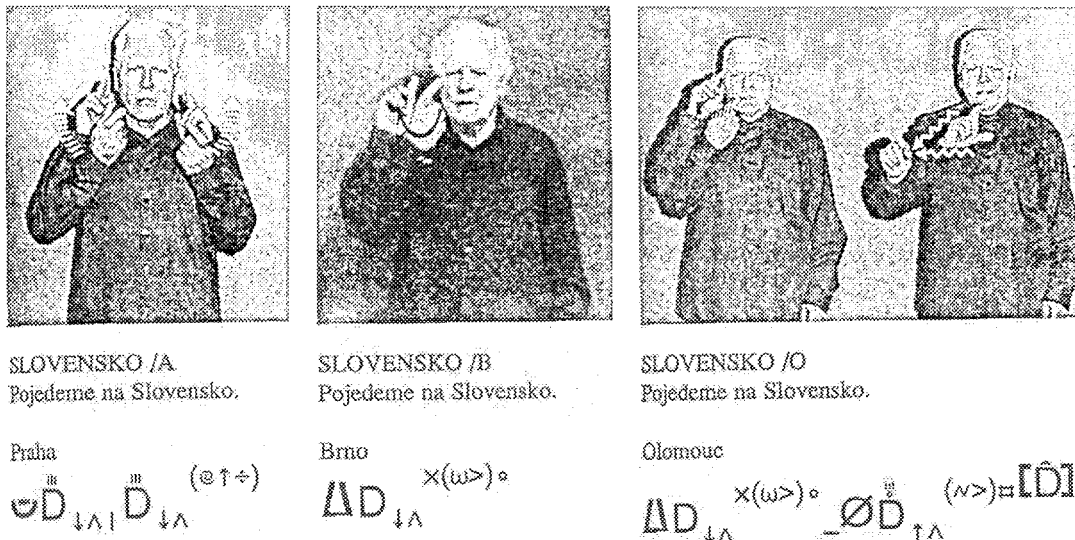 SLOVENSKO /A
Pojedeme na Slovensko.
Praha
SLOVENSKO /B
Pojedeme na Slovensko.
Brno
SLOVENSKO /O
Pojedeme na Slovensko.
Olomouc